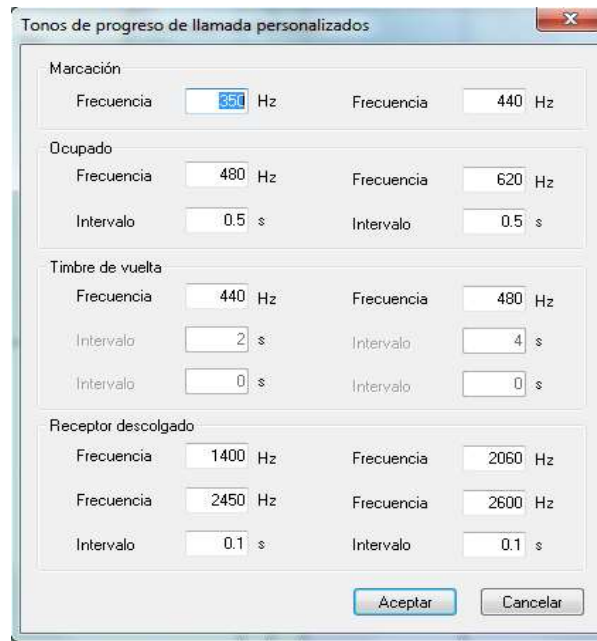 Tonos de progreso de llamada personalizados
Marcación
Frecuencia 350 Hz Frecuencia 440 Hz
Ocupado
Frecuencia 480 Hz Frecuencia 620 Hz
Intervalo 0.5 s Intervalo 0.5 s
Timbre de vuelta
Frecuencia 440 Hz Frecuencia 480 Hz
Intervalo 2 s Intervalo 4 s
Intervalo 0 s Intervalo 0 s
Receptor descolgado
Frecuencia 1400 Hz Frecuencia 2060 Hz
Frecuencia 2450 Hz Frecuencia 2600 Hz
Intervalo 0.1 s Intervalo 0.1 s
Aceptar Cancelar